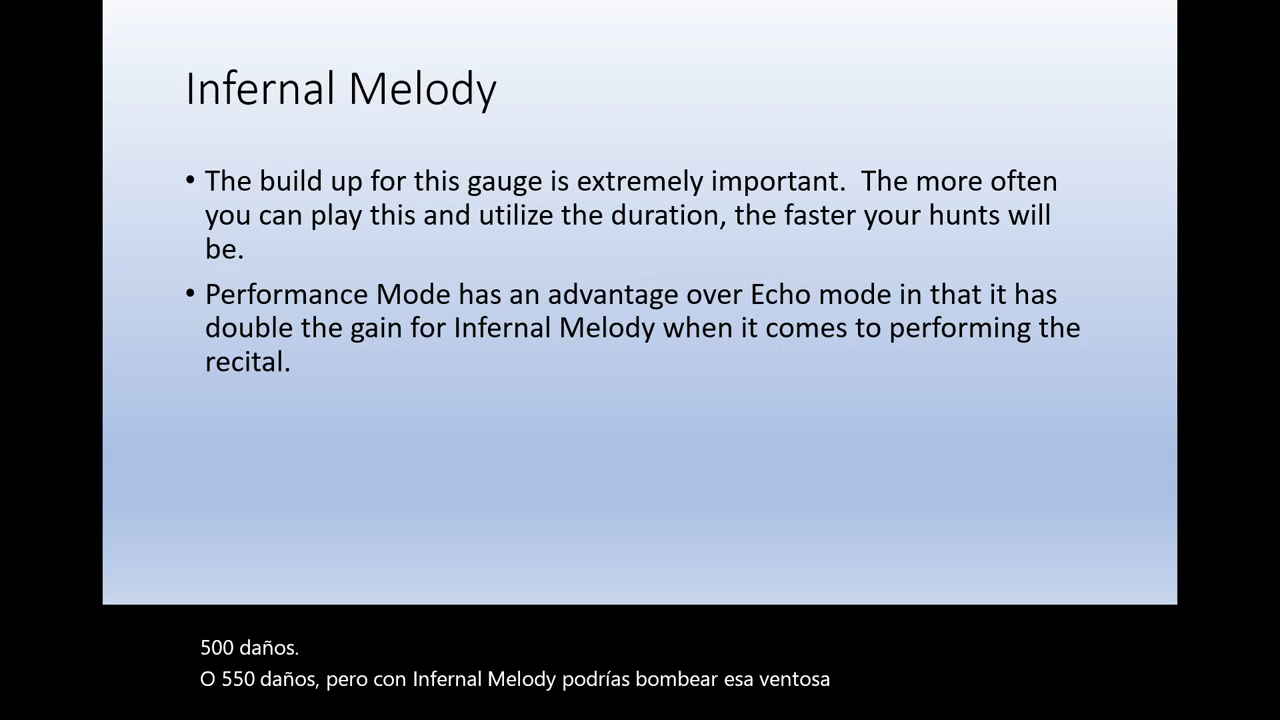 Infernal Melody
• The build up for this gauge is extremely important.  The more often
you can play this and utilize the duration, the faster your hunts will
be.
• Performance Mode has an advantage over Echo mode in that it has
double the gain for Infernal Melody when it comes to performing the
recital.
500 daños.
O 550 daños, pero con Infernal Melody podrías bombear esa ventosa